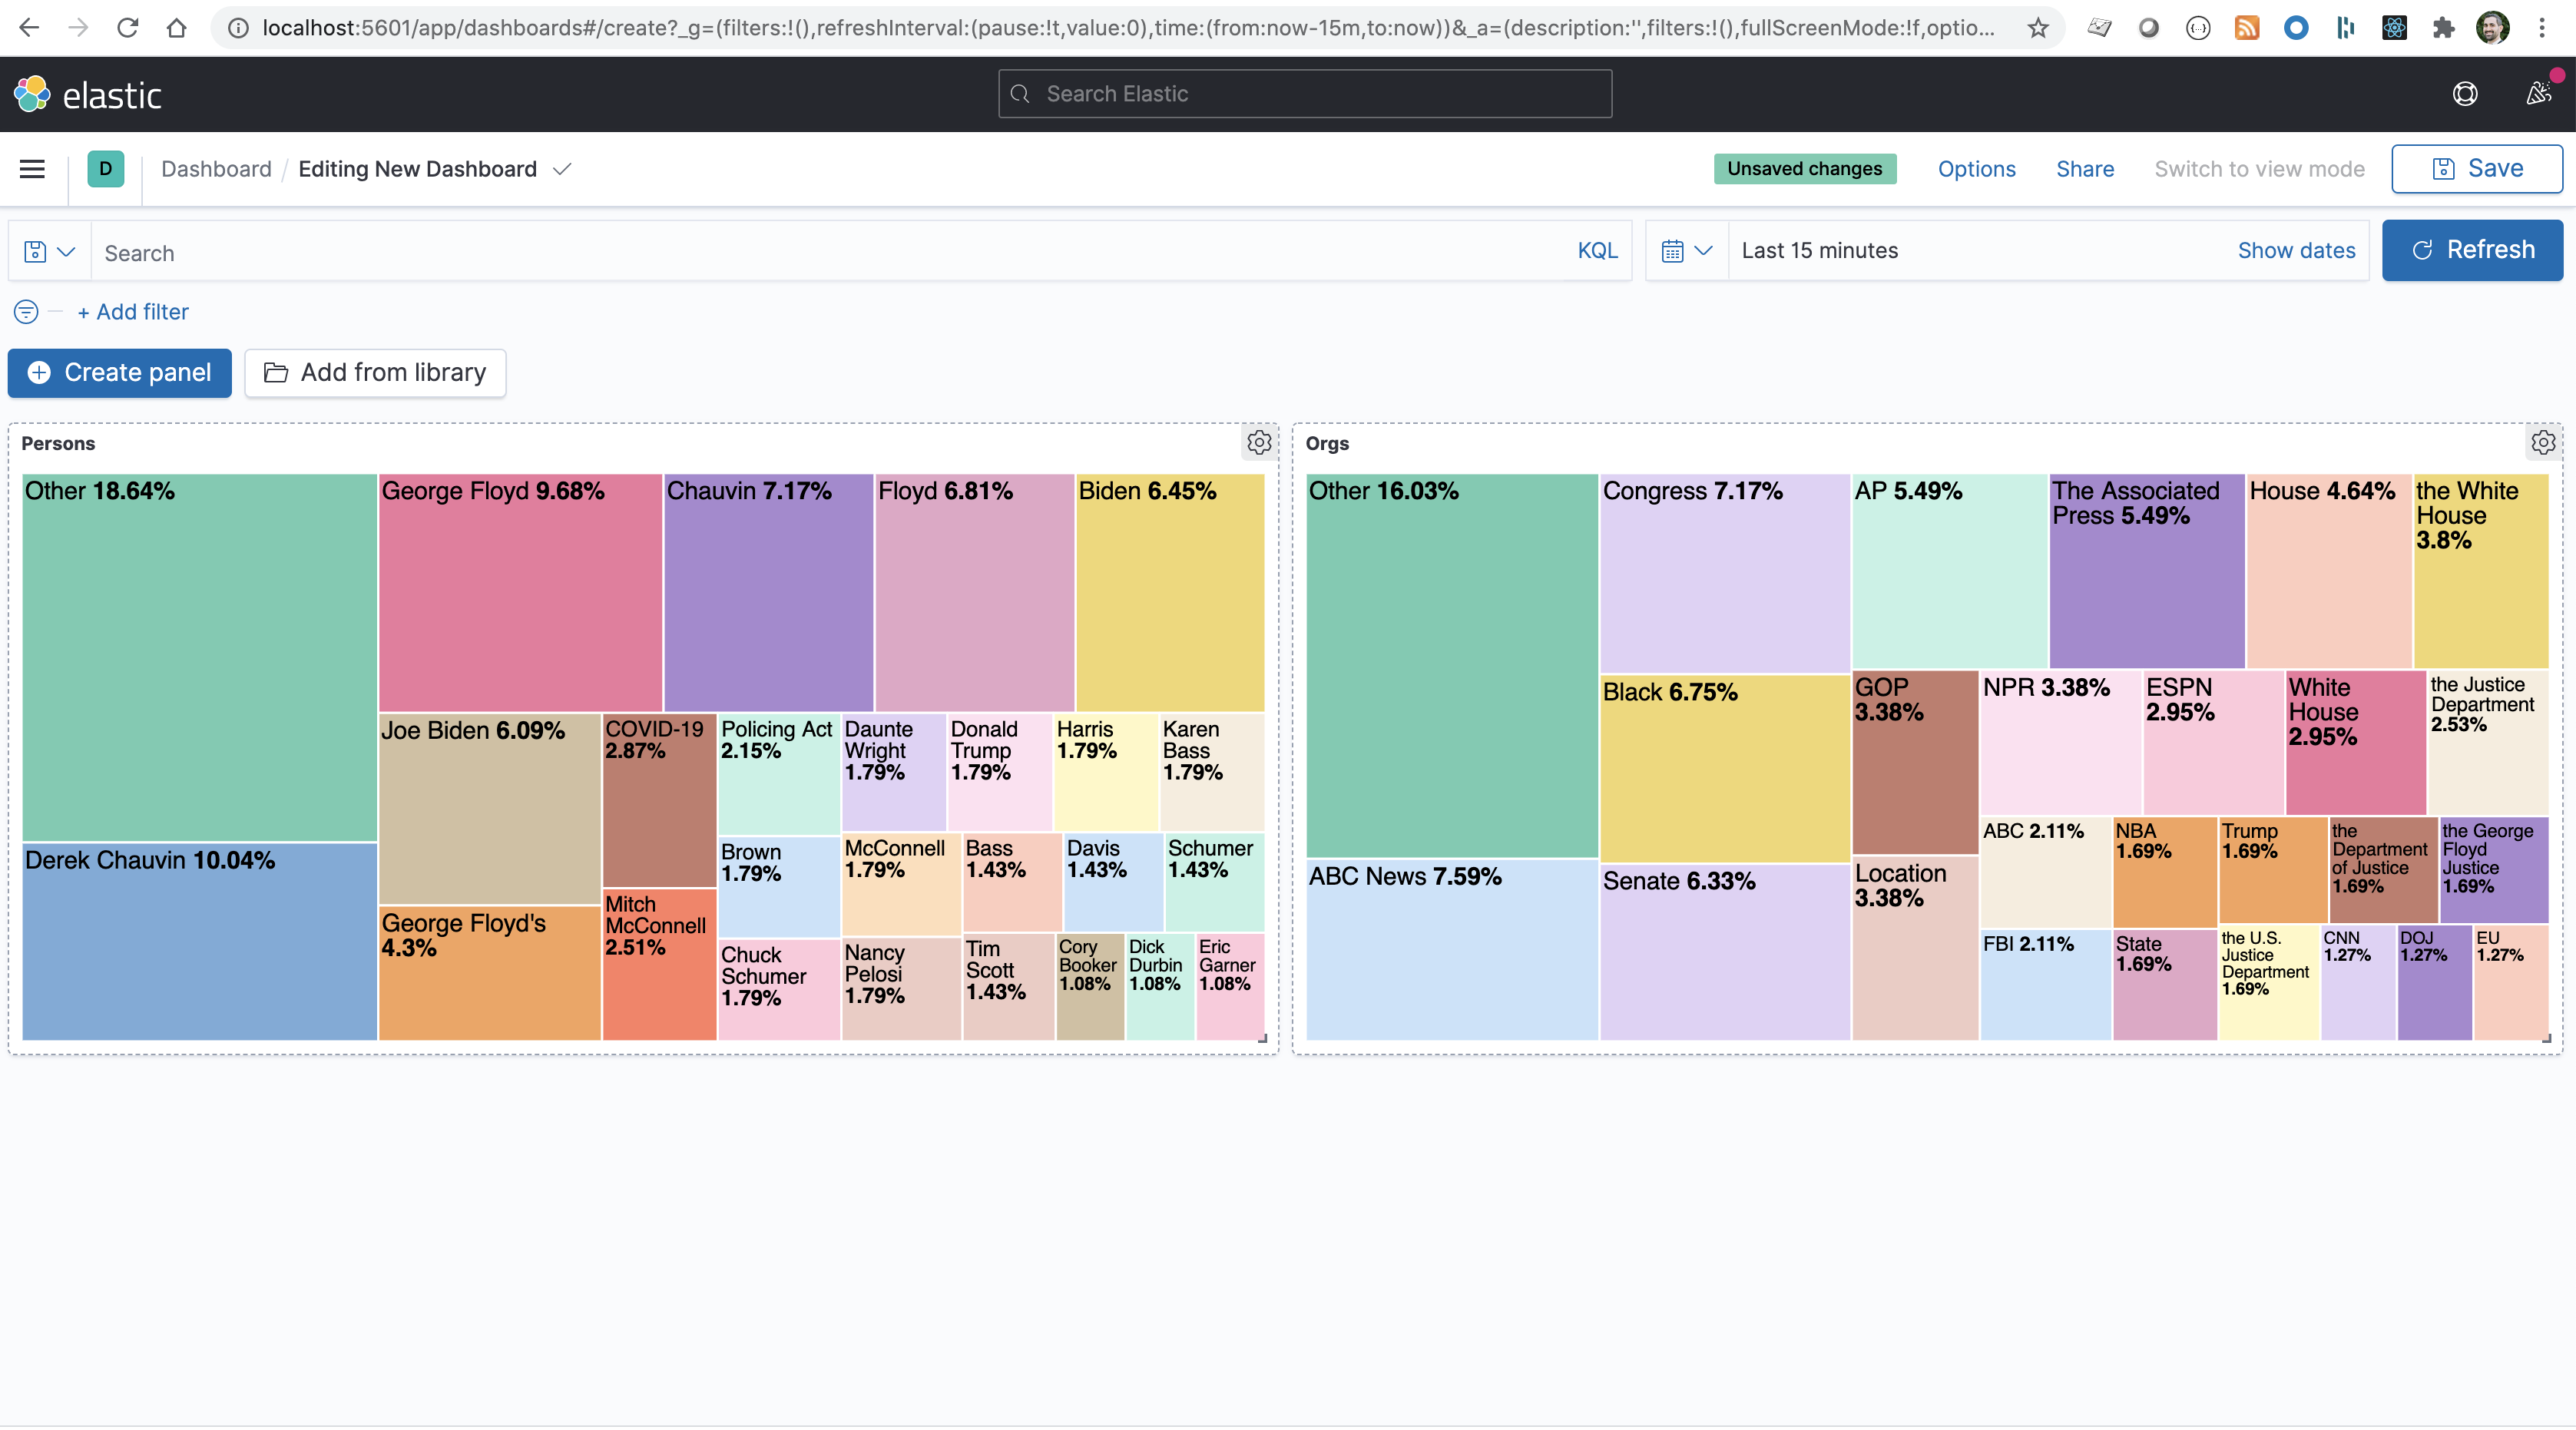 localhost:5601/app/dashboards#/create?_g=(filters:!(),refreshInterval:(pause:!t,value:0),time:(from:now-15m,to:now))&_a=(description:'',filters:!(),fullScreenMode:!f,optio...
elastic
Search Elastic
D
Dashboard / Editing New Dashboard
Unsaved changes
Options
Share
Switch to view mode
Save
Search
KQL
Last 15 minutes
Show dates
Refresh
+ Add filter
Create panel
Add from library
Persons
Other 18.64%
George Floyd 9.68%
Chauvin 7.17%
Floyd 6.81%
Biden 6.45%
Joe Biden 6.09%
COVID-19
2.87%
Policing Act
2.15%
Daunte
Wright
1.79%
Donald
Trump
1.79%
Harris
1.79%
Karen
Bass
1.79%
Derek Chauvin 10.04%
George Floyd's
4.3%
Mitch
McConnell
2.51%
Brown
1.79%
McConnell
1.79%
Bass
1.43%
Davis
1.43%
Schumer
1.43%
Chuck
Schumer
1.79%
Nancy
Pelosi
1.79%
Tim
Scott
1.43%
Cory
Booker
1.08%
Dick
Durbin
1.08%
Eric
Garner
1.08%
Orgs
Other 16.03%
Congress 7.17%
AP 5.49%
The Associated
Press 5.49%
House 4.64%
the White
House
3.8%
Black 6.75%
GOP
3.38%
NPR 3.38%
ESPN
2.95%
White
House
2.95%
the Justice
Department
2.53%
ABC News 7.59%
Senate 6.33%
Location
3.38%
ABC 2.11%
NBA
1.69%
Trump
1.69%
the
Department
of Justice
1.69%
the George
Floyd
Justice
1.69%
FBI 2.11%
State
1.69%
the U.S.
Justice
Department
1.69%
CNN
1.27%
DOJ
1.27%
EU
1.27%